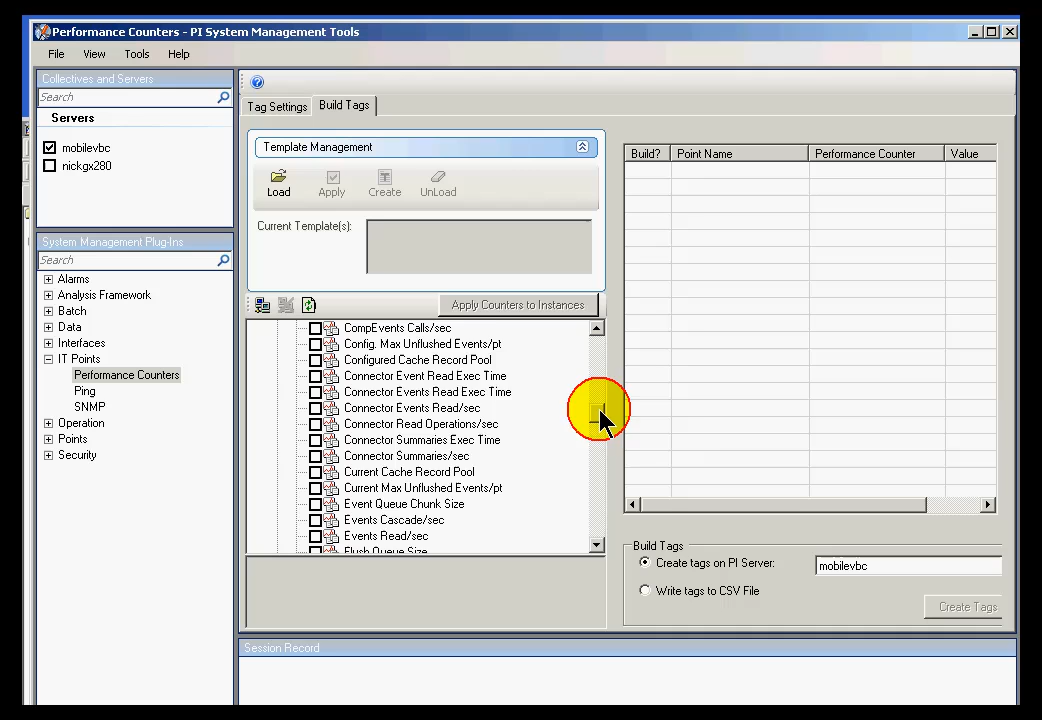 Performance Counters - PI System Management Tools
File View Tools Help
Collectives and Servers
Search
Servers
mobilevbc
nickgx280
System Management Plug-Ins
Search
Alarms
Analysis Framework
Batch
Data
Interfaces
IT Points
Performance Counters
Ping
SNMP
Operation
Points
Security
Tag Settings Build Tags
Template Management
Load Apply Create UnLoad
Current Template(s):
Apply Counters to Instances
CompEvents Calls/sec
Config. Max Unflushed Events/pt
Configured Cache Record Pool
Connector Event Read Exec Time
Connector Events Read Exec Time
Connector Events Read/sec
Connector Read Operations/sec
Connector Summaries Exec Time
Connector Summaries/sec
Current Cache Record Pool
Current Max Unflushed Events/pt
Event Queue Chunk Size
Events Cascade/sec
Events Read/sec
Flush Queue Size
Build? Point Name Performance Counter Value
Build Tags
Create tags on PI Server: mobilevbc
Write tags to CSV File
Create Tags
Session Record